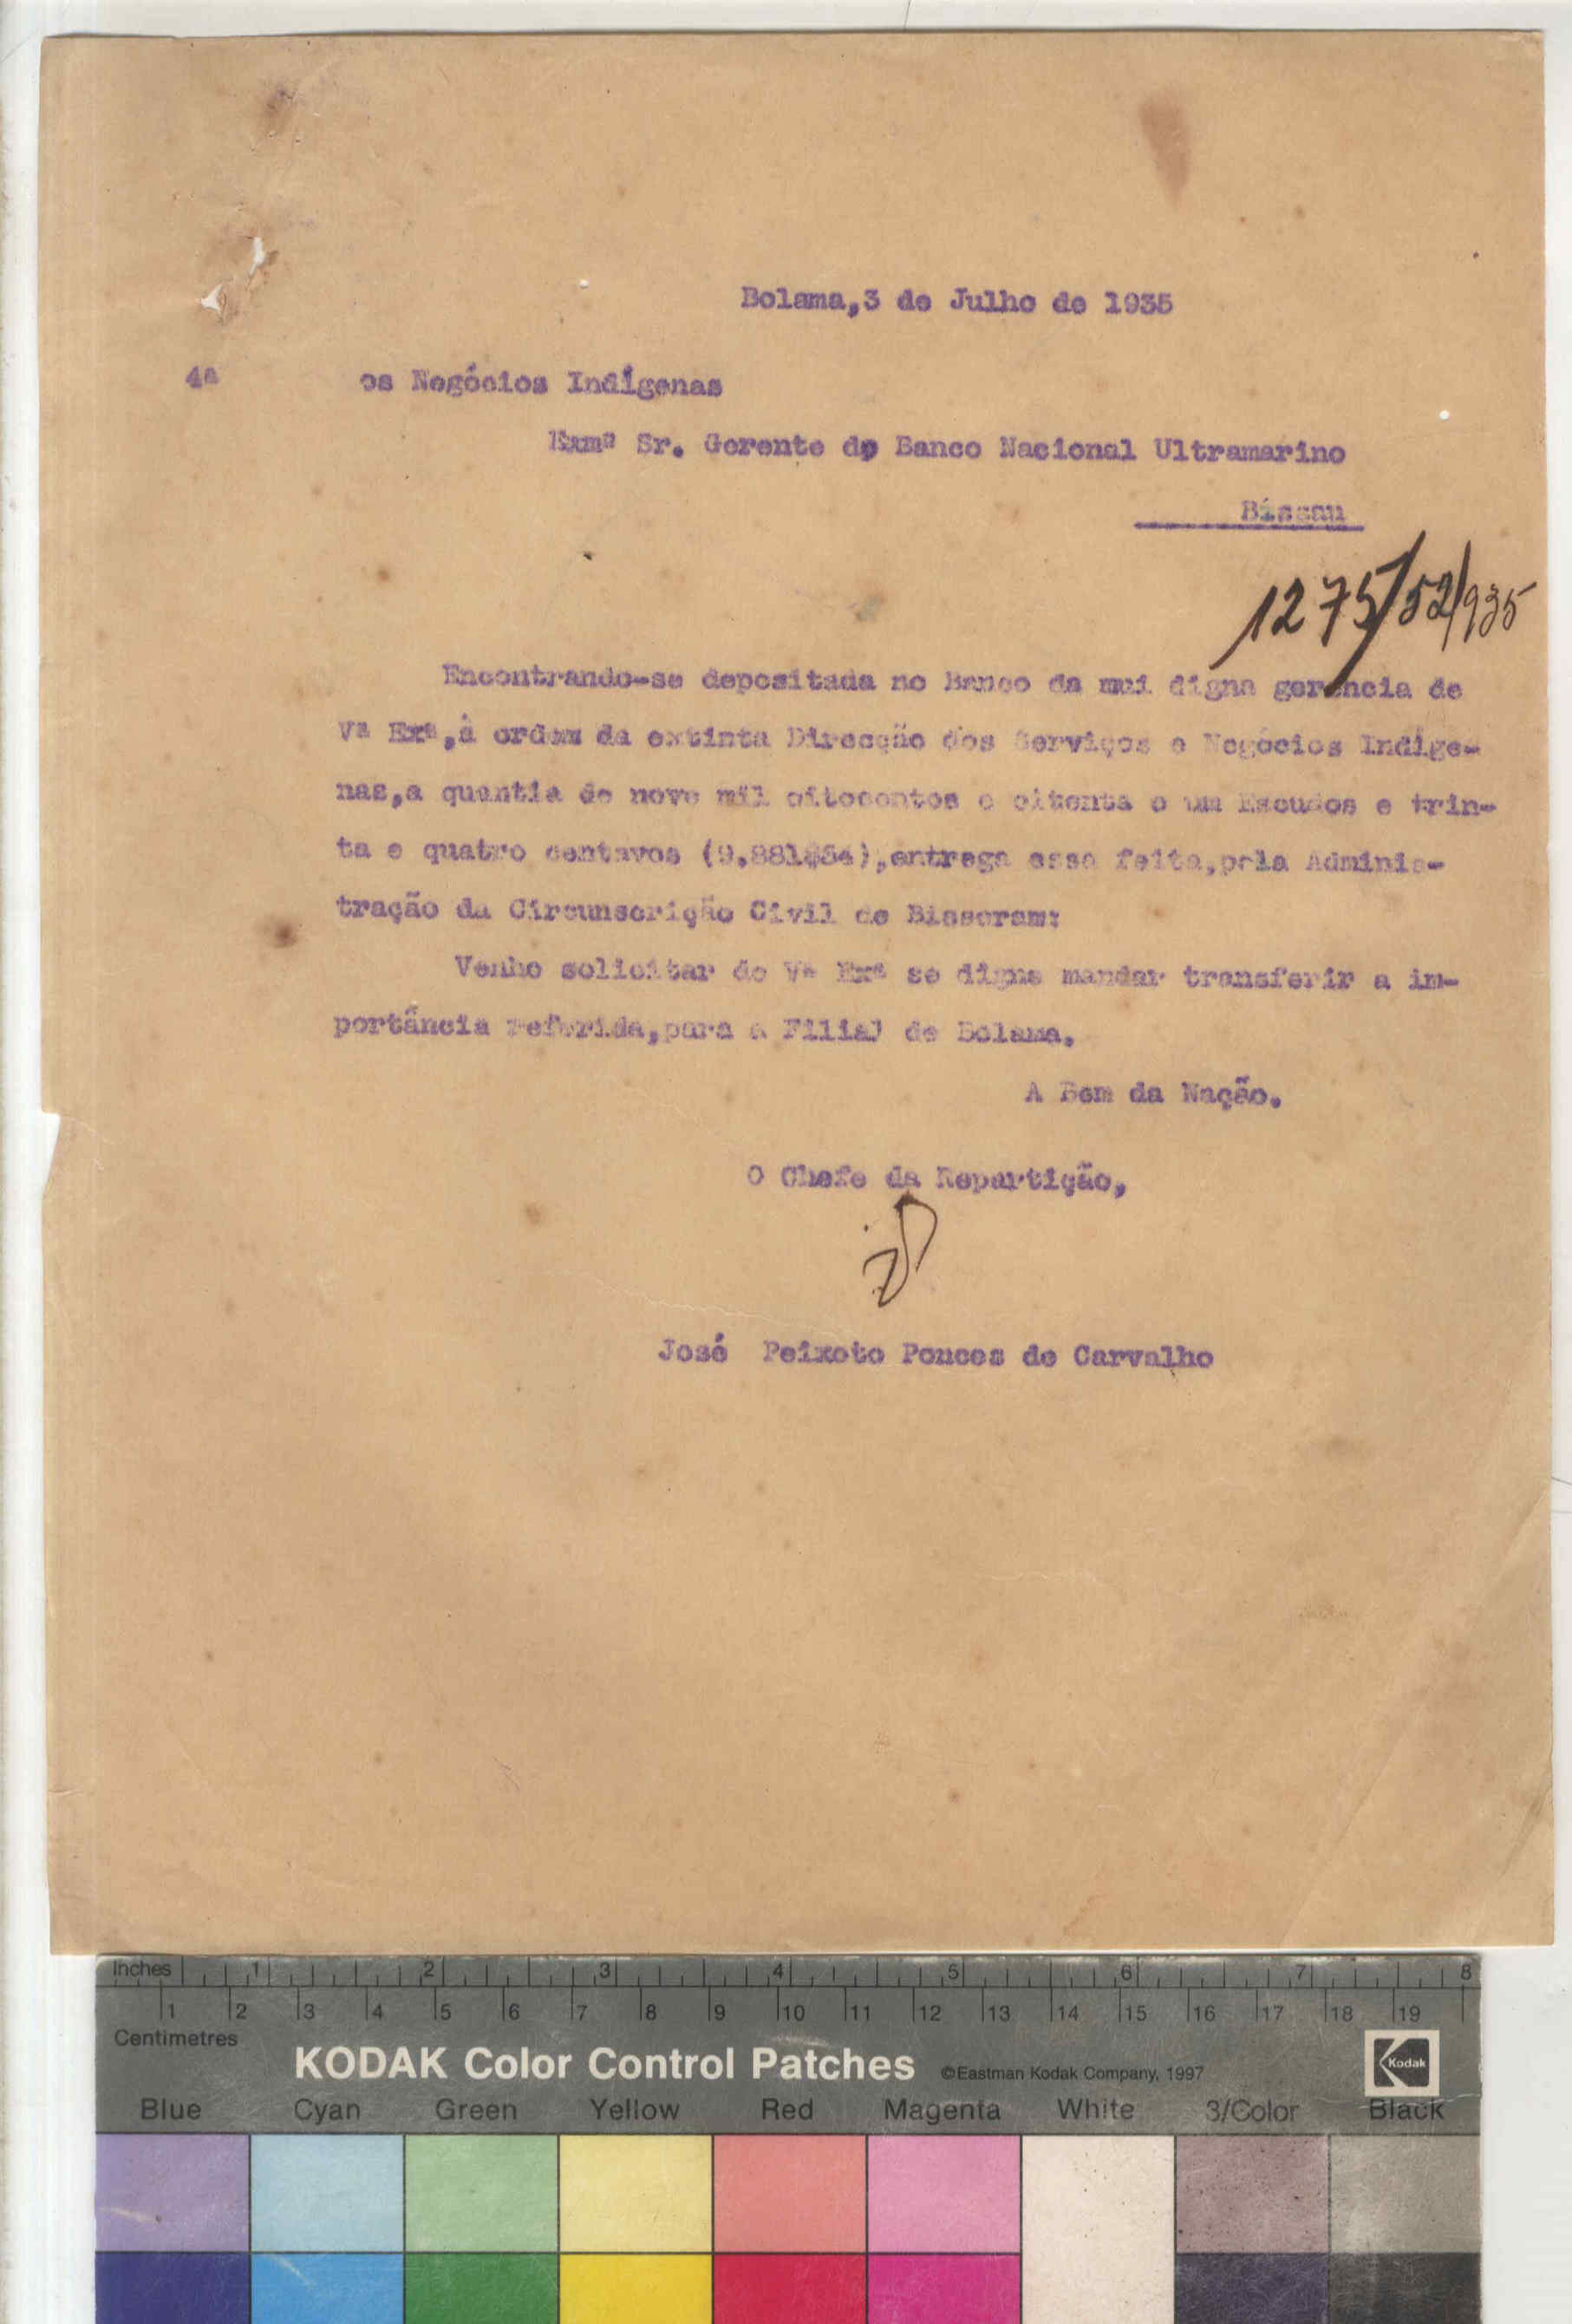 Bolama,3 de Julho de 1935
4ª os Negócios Indígenas
Exmº Sr. Gerente do Banco Nacional Ultramarino
Bissau
1275/52/935
Encontrando-se depositada no Banco da mui digna gerencia de
Vª Exª,à ordem da extinta Direcção dos Serviços e Negócios Indíge-
nas,a quantia de nove mil oitocentos e oitenta e um Escudos e trin-
ta e quatro centavos (9.881$34),entrega essa feita,pela Adminis-
tração da Circunscrição Civil de Bissoram:
Venho solicitar de Vª Exª se digne mandar transferir a im-
portância referida,para a Filial de Bolama.
A Bem da Nação.
O Chefe da Repartição,
José Peixoto Ponces de Carvalho
Inches 1 2 3 4 5 6 7 8
1 2 3 4 5 6 7 8 9 10 11 12 13 14 15 16 17 18 19
Centimetres
KODAK Color Control Patches ©Eastman Kodak Company, 1997 Kodak
Blue Cyan Green Yellow Red Magenta White 3/Color Black